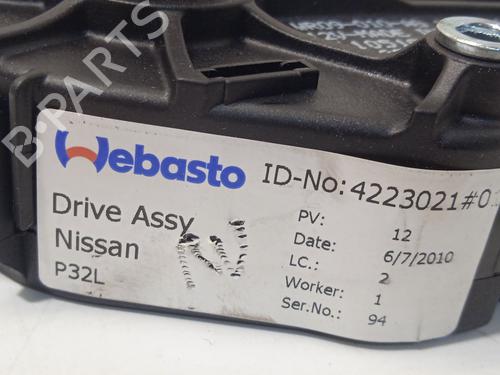 B-PARTS
Webasto
ID-No: 4223021#0
Drive Assy
Nissan
P32L
PV: 12
Date: 6/7/2010
LC.: 2
Worker: 1
Ser.No.: 94